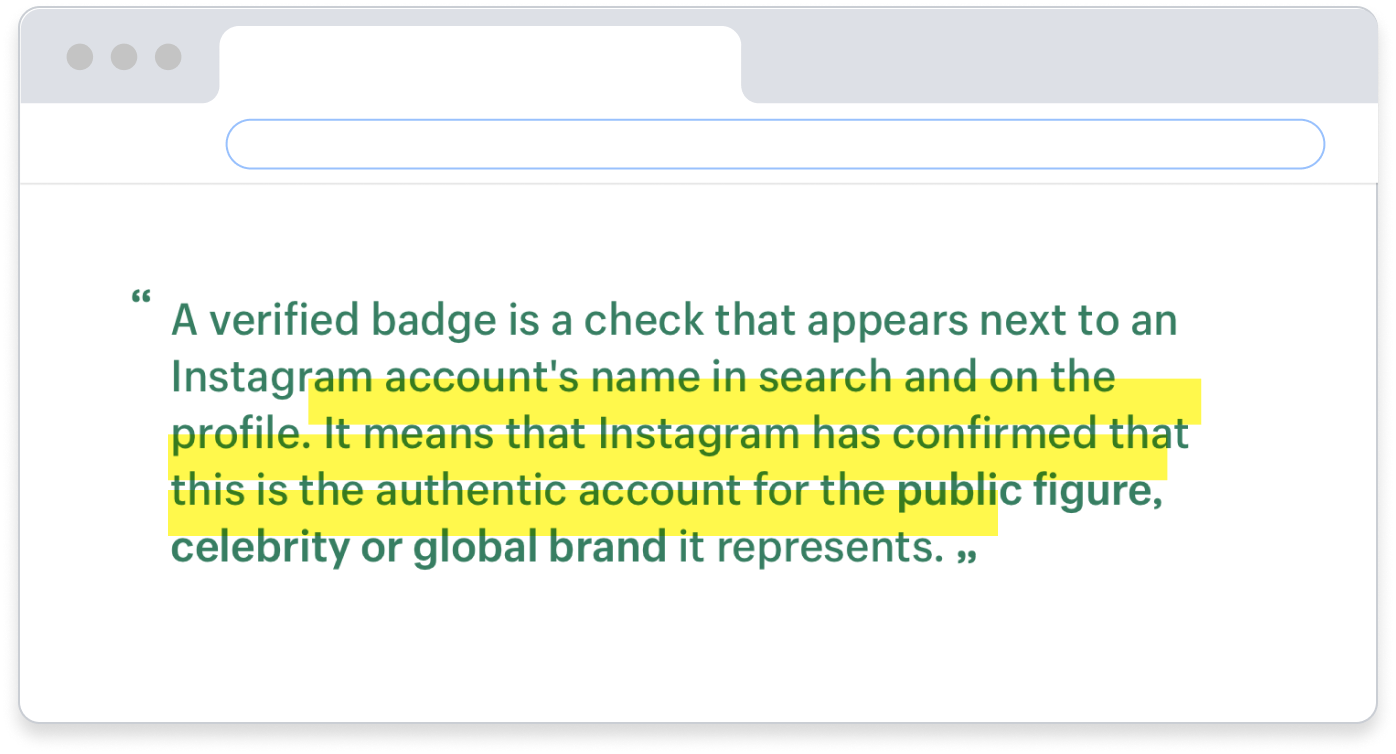 “ A verified badge is a check that appears next to an
Instagram account's name in search and on the
profile. It means that Instagram has confirmed that
this is the authentic account for the public figure,
celebrity or global brand it represents. „